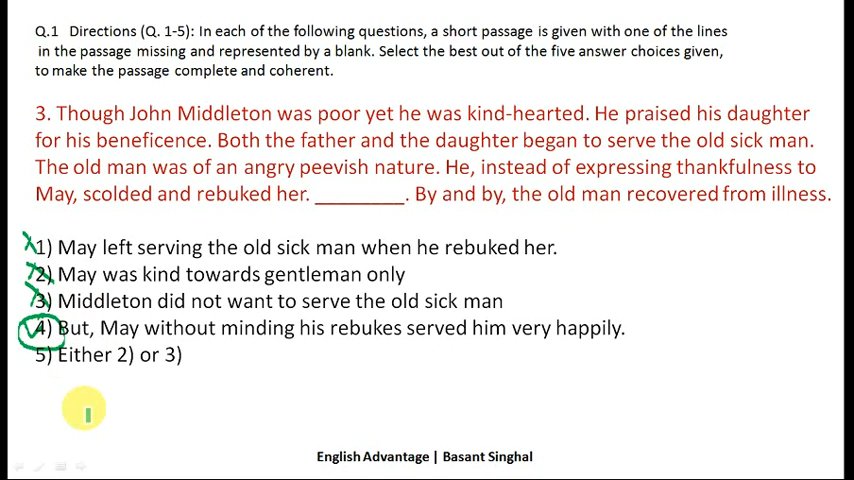 Q.1 Directions (Q. 1-5): In each of the following questions, a short passage is given with one of the lines
in the passage missing and represented by a blank. Select the best out of the five answer choices given,
to make the passage complete and coherent.
3. Though John Middleton was poor yet he was kind-hearted. He praised his daughter
for his beneficence. Both the father and the daughter began to serve the old sick man.
The old man was of an angry peevish nature. He, instead of expressing thankfulness to
May, scolded and rebuked her. ________. By and by, the old man recovered from illness.
1) May left serving the old sick man when he rebuked her.
2) May was kind towards gentleman only
3) Middleton did not want to serve the old sick man
4) But, May without minding his rebukes served him very happily.
5) Either 2) or 3)
English Advantage | Basant Singhal